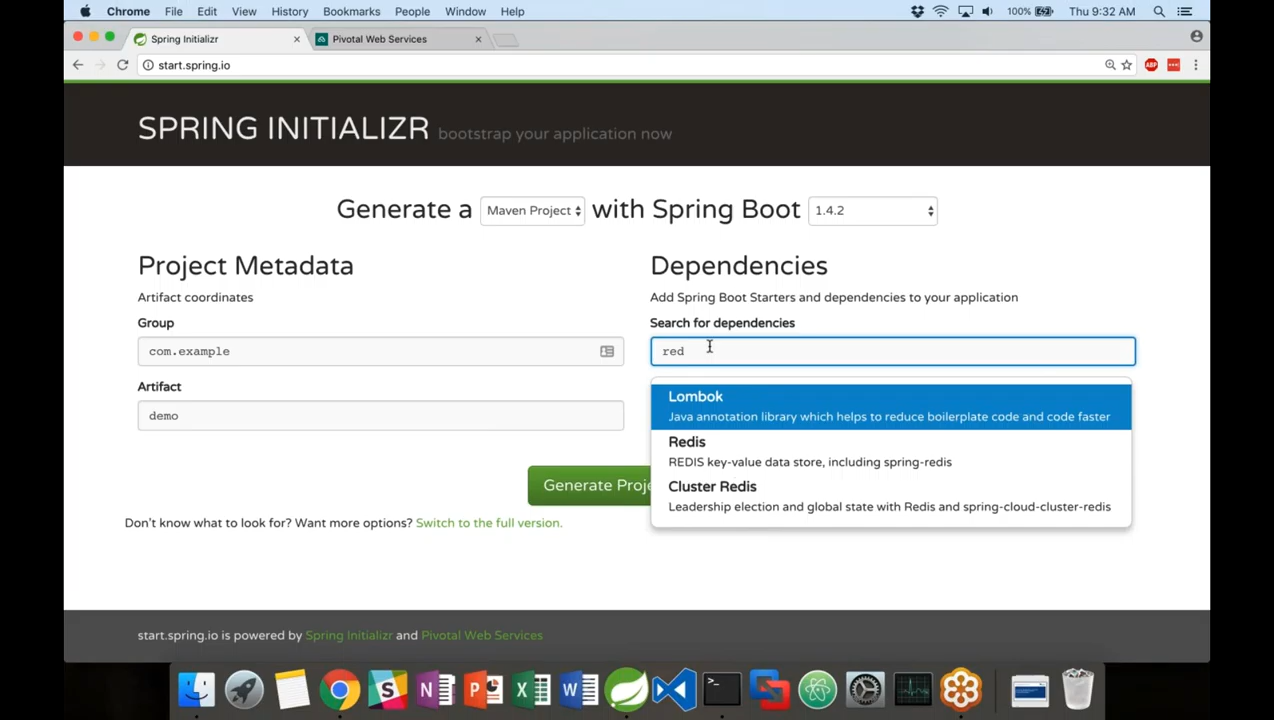 Chrome File Edit View History Bookmarks People Window Help 100% Thu 9:32 AM
Spring Initializr Pivotal Web Services
start.spring.io ABP
SPRING INITIALIZR bootstrap your application now
Generate a Maven Project with Spring Boot 1.4.2
Project Metadata
Artifact coordinates
Group
com.example
Artifact
demo
Dependencies
Add Spring Boot Starters and dependencies to your application
Search for dependencies
red
Lombok
Java annotation library which helps to reduce boilerplate code and code faster
Redis
REDIS key-value data store, including spring-redis
Cluster Redis
Leadership election and global state with Redis and spring-cloud-cluster-redis
Generate Proje
Don't know what to look for? Want more options? Switch to the full version.
start.spring.io is powered by Spring Initializr and Pivotal Web Services